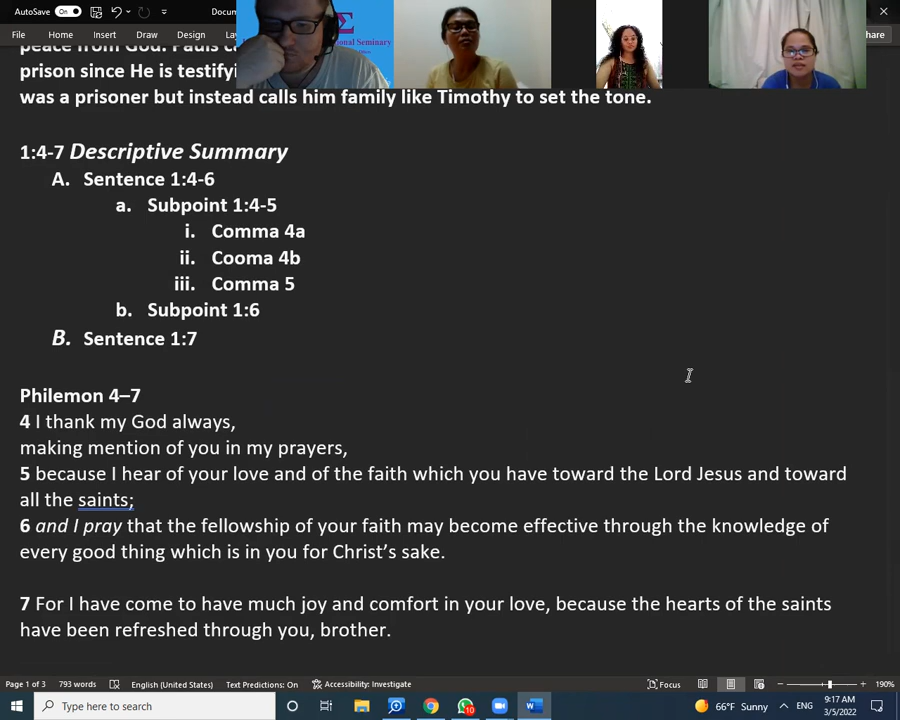 AutoSave On Docum
File Home Insert Draw Design
ional Seminary
prison since He is testifyi
was a prisoner but instead calls him family like Timothy to set the tone.
1:4-7 Descriptive Summary
A. Sentence 1:4-6
a. Subpoint 1:4-5
i. Comma 4a
ii. Cooma 4b
iii. Comma 5
b. Subpoint 1:6
B. Sentence 1:7
Philemon 4–7
4 I thank my God always,
making mention of you in my prayers,
5 because I hear of your love and of the faith which you have toward the Lord Jesus and toward
all the saints;
6 and I pray that the fellowship of your faith may become effective through the knowledge of
every good thing which is in you for Christ’s sake.
7 For I have come to have much joy and comfort in your love, because the hearts of the saints
have been refreshed through you, brother.
Page 1 of 3 793 words English (United States) Text Predictions: On Accessibility: Investigate Focus 190%
Type here to search 10 66°F Sunny ENG 9:17 AM
3/5/2022